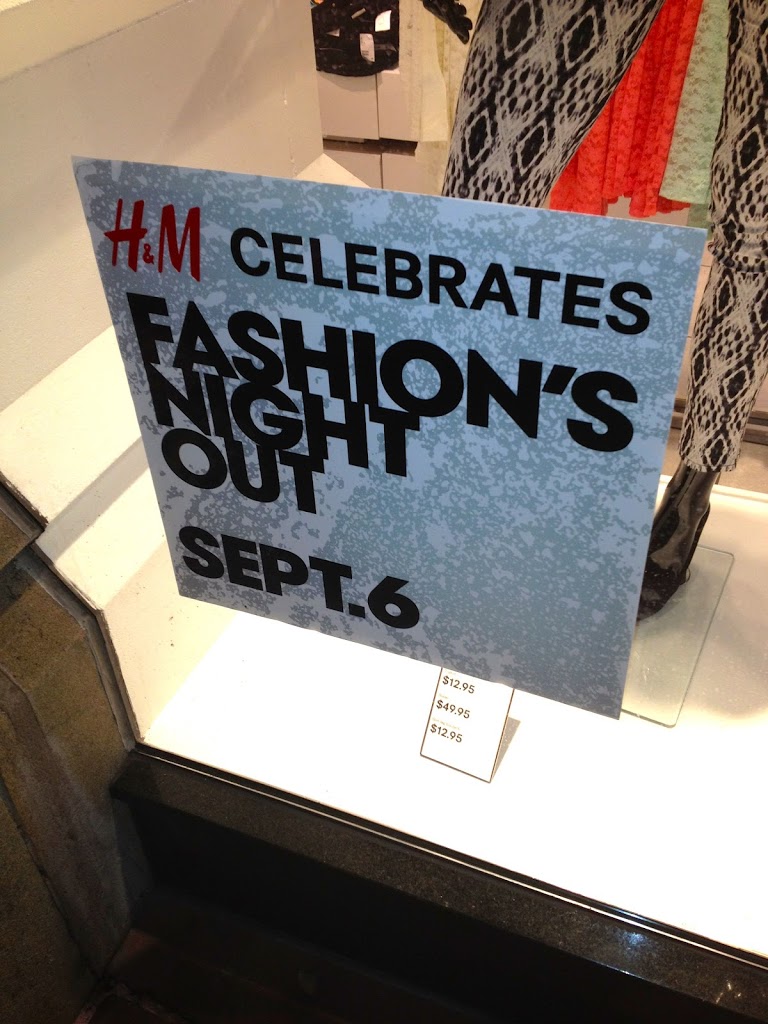 H&M CELEBRATES
FASHION'S
NIGHT
OUT
SEPT.6
$12.95
$49.95
$12.95